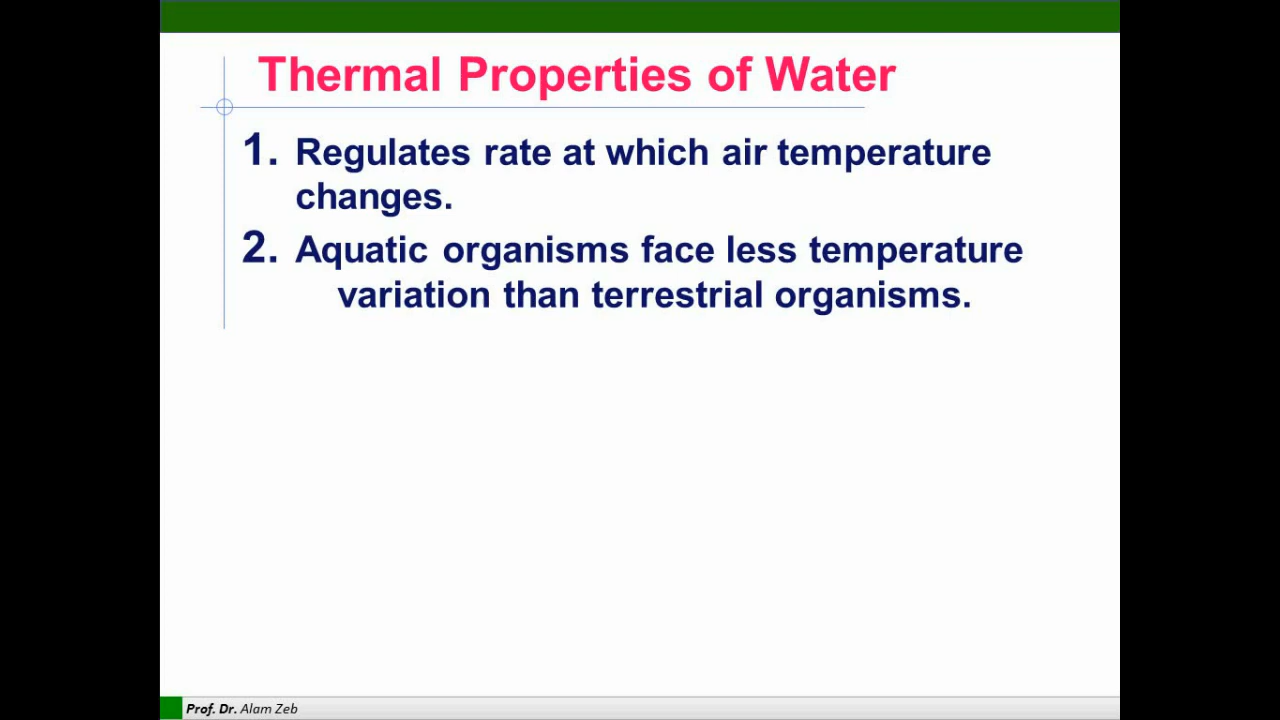 Thermal Properties of Water
1. Regulates rate at which air temperature
changes.
2. Aquatic organisms face less temperature
variation than terrestrial organisms.
Prof. Dr. Alam Zeb